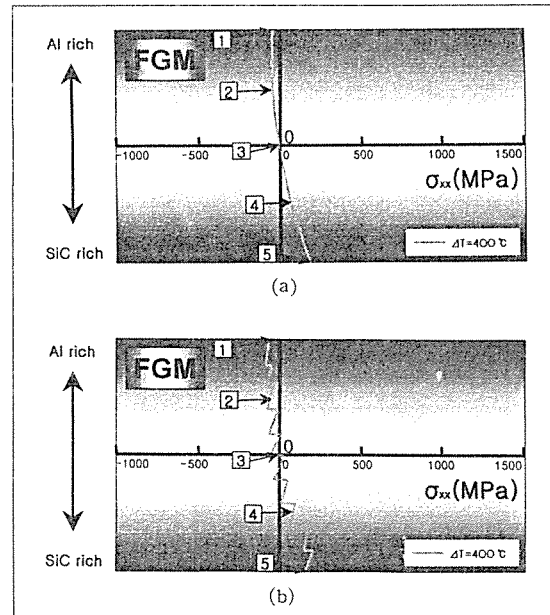 Al rich
FGM
1
2
3
0
-1000 -500 0 500 1000 1500
σxx(MPa)
4
5
SiC rich
ΔT=400 ℃
(a)
Al rich
FGM
1
2
3
0
-1000 -500 0 500 1000 1500
σxx(MPa)
4
5
SiC rich
ΔT=400 ℃
(b)